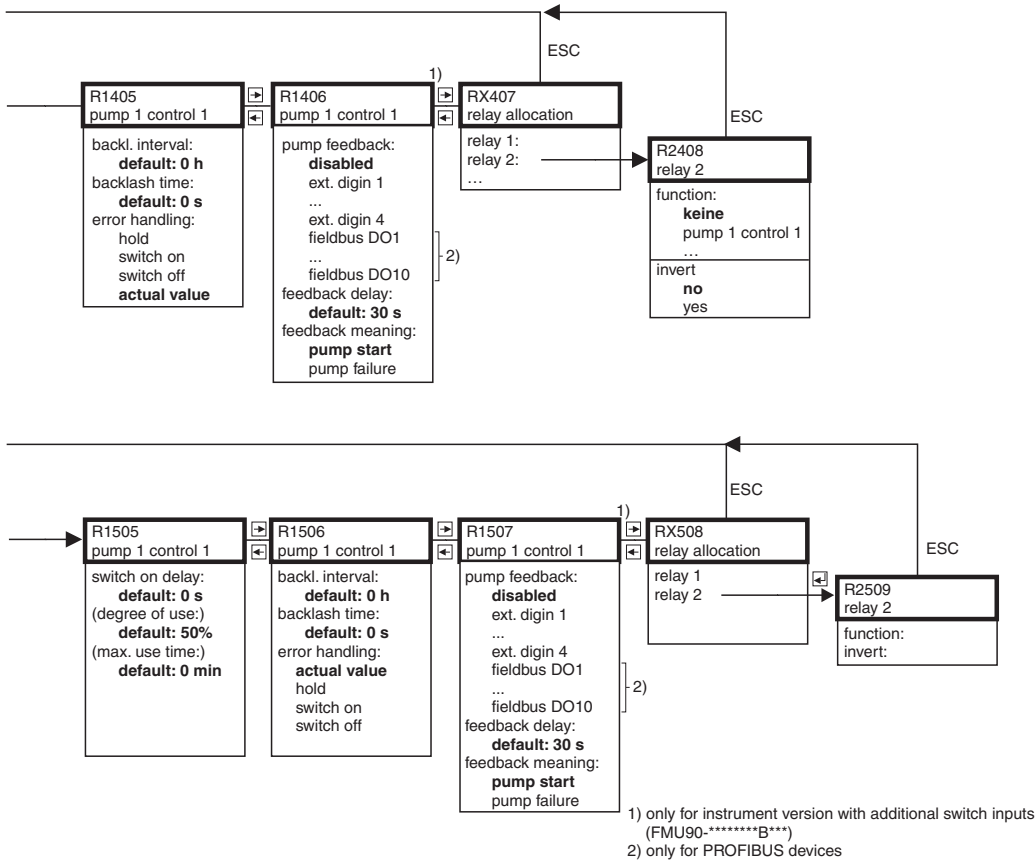 ESC
1)
R1405
pump 1 control 1
backl. interval:
default: 0 h
backlash time:
default: 0 s
error handling:
hold
switch on
switch off
actual value
R1406
pump 1 control 1
pump feedback:
disabled
ext. digin 1
...
ext. digin 4
fieldbus DO1
...
fieldbus DO10
2)
feedback delay:
default: 30 s
feedback meaning:
pump start
pump failure
RX407
relay allocation
relay 1:
relay 2:
...
ESC
R2408
relay 2
function:
keine
pump 1 control 1
...
invert
no
yes
ESC
1)
R1505
pump 1 control 1
switch on delay:
default: 0 s
(degree of use:)
default: 50%
(max. use time:)
default: 0 min
R1506
pump 1 control 1
backl. interval:
default: 0 h
backlash time:
default: 0 s
error handling:
actual value
hold
switch on
switch off
R1507
pump 1 control 1
pump feedback:
disabled
ext. digin 1
...
ext. digin 4
fieldbus DO1
...
fieldbus DO10
2)
feedback delay:
default: 30 s
feedback meaning:
pump start
pump failure
RX508
relay allocation
relay 1
relay 2
ESC
R2509
relay 2
function:
invert:
1) only for instrument version with additional switch inputs
(FMU90-********B***)
2) only for PROFIBUS devices